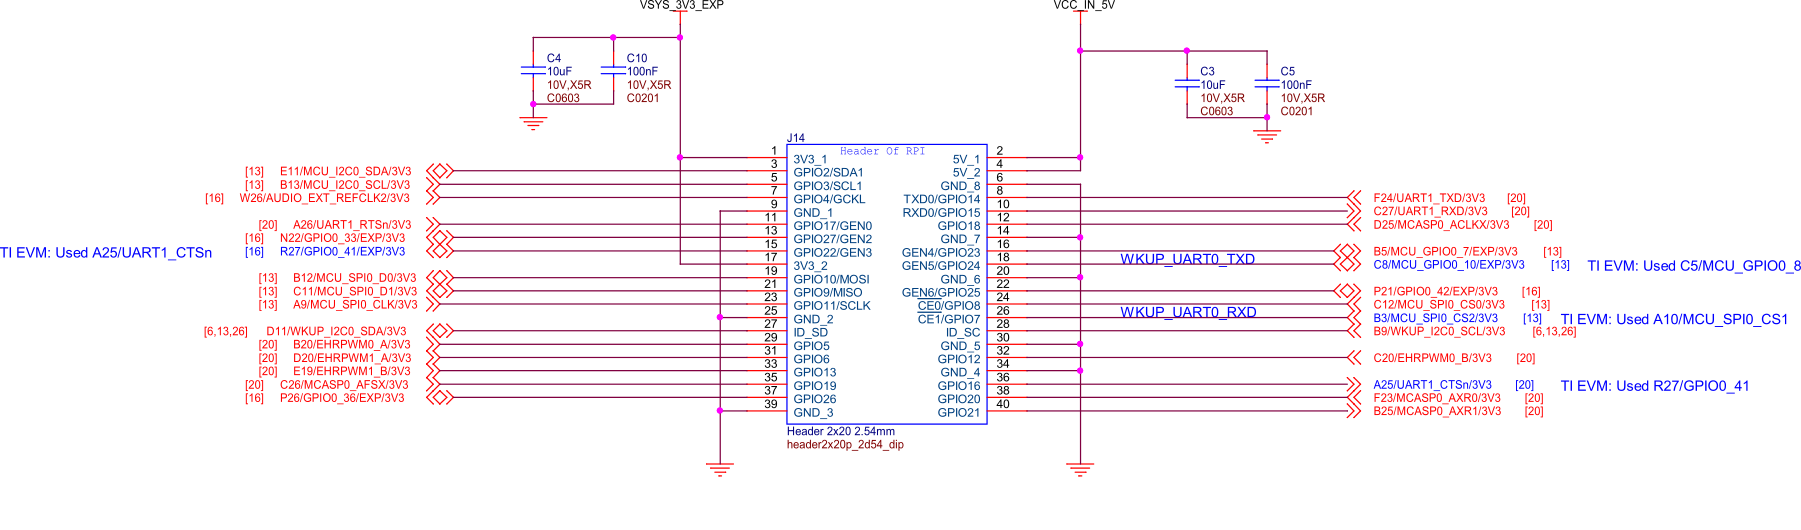 VSYS_3V3_EXP
VCC_IN_5V
C4
10uF
10V,X5R
C0603
C10
100nF
10V,X5R
C0201
C3
10uF
10V,X5R
C0603
C5
100nF
10V,X5R
C0201
J14
Header Of RPI
[13] E11/MCU_I2C0_SDA/3V3
[13] B13/MCU_I2C0_SCL/3V3
[16] W26/AUDIO_EXT_REFCLK2/3V3
[20] A26/UART1_RTSn/3V3
[16] N22/GPIO0_33/EXP/3V3
TI EVM: Used A25/UART1_CTSn [16] R27/GPIO0_41/EXP/3V3
[13] B12/MCU_SPI0_D0/3V3
[13] C11/MCU_SPI0_D1/3V3
[13] A9/MCU_SPI0_CLK/3V3
[6,13,26] D11/WKUP_I2C0_SDA/3V3
[20] B20/EHRPWM0_A/3V3
[20] D20/EHRPWM1_A/3V3
[20] E19/EHRPWM1_B/3V3
[20] C26/MCASP0_AFSX/3V3
[16] P26/GPIO0_36/EXP/3V3
1 3V3_1 5V_1 2
3 GPIO2/SDA1 5V_2 4
5 GPIO3/SCL1 GND_8 6
7 GPIO4/GCKL TXD0/GPIO14 8
9 GND_1 RXD0/GPIO15 10
11 GPIO17/GEN0 GPIO18 12
13 GPIO27/GEN2 GND_7 14
15 GPIO22/GEN3 GEN4/GPIO23 16
17 3V3_2 GEN5/GPIO24 18
19 GPIO10/MOSI GND_6 20
21 GPIO9/MISO GEN6/GPIO25 22
23 GPIO11/SCLK CE0/GPIO8 24
25 GND_2 CE1/GPIO7 26
27 ID_SD ID_SC 28
29 GPIO5 GND_5 30
31 GPIO6 GPIO12 32
33 GPIO13 GND_4 34
35 GPIO19 GPIO16 36
37 GPIO26 GPIO20 38
39 GND_3 GPIO21 40
Header 2x20 2.54mm
header2x20p_2d54_dip
WKUP_UART0_TXD
WKUP_UART0_RXD
F24/UART1_TXD/3V3 [20]
C27/UART1_RXD/3V3 [20]
D25/MCASP0_ACLKX/3V3 [20]
B5/MCU_GPIO0_7/EXP/3V3 [13]
C8/MCU_GPIO0_10/EXP/3V3 [13] TI EVM: Used C5/MCU_GPIO0_8
P21/GPIO0_42/EXP/3V3 [16]
C12/MCU_SPI0_CS0/3V3 [13]
B3/MCU_SPI0_CS2/3V3 [13] TI EVM: Used A10/MCU_SPI0_CS1
B9/WKUP_I2C0_SCL/3V3 [6,13,26]
C20/EHRPWM0_B/3V3 [20]
A25/UART1_CTSn/3V3 [20] TI EVM: Used R27/GPIO0_41
F23/MCASP0_AXR0/3V3 [20]
B25/MCASP0_AXR1/3V3 [20]